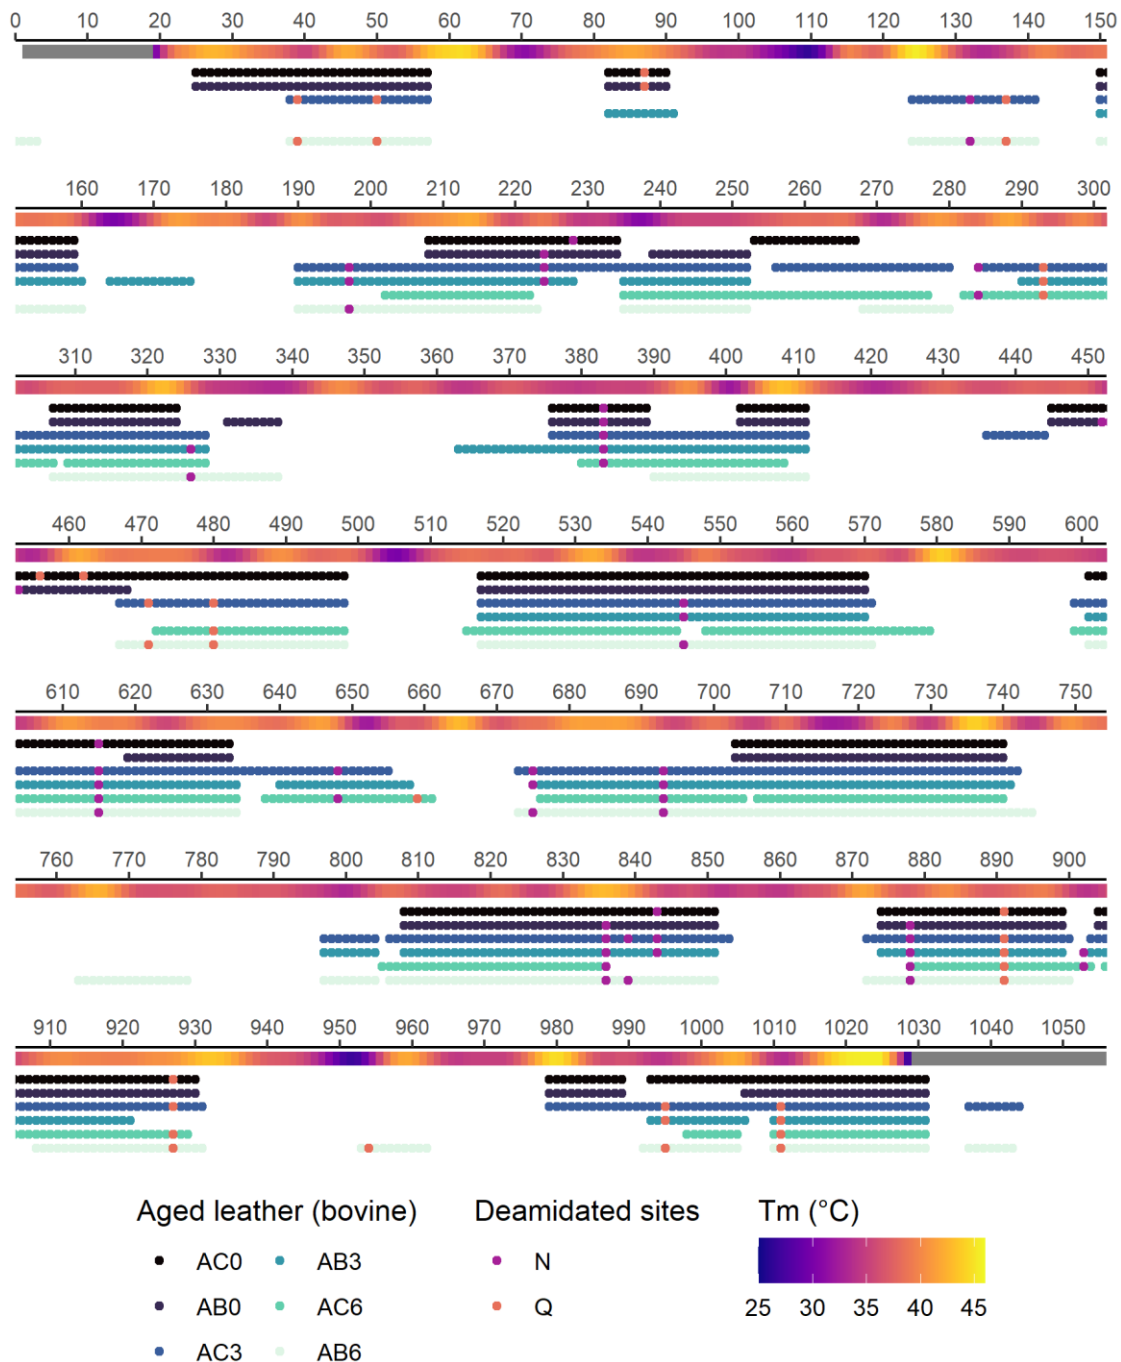 0 10 20 30 40 50 60 70 80 90 100 110 120 130 140 150
160 170 180 190 200 210 220 230 240 250 260 270 280 290 300
310 320 330 340 350 360 370 380 390 400 410 420 430 440 450
460 470 480 490 500 510 520 530 540 550 560 570 580 590 600
610 620 630 640 650 660 670 680 690 700 710 720 730 740 750
760 770 780 790 800 810 820 830 840 850 860 870 880 890 900
910 920 930 940 950 960 970 980 990 1000 1010 1020 1030 1040 1050
Aged leather (bovine) Deamidated sites Tm (°C)
AC0 AB3 N
AB0 AC6 Q 25 30 35 40 45
AC3 AB6